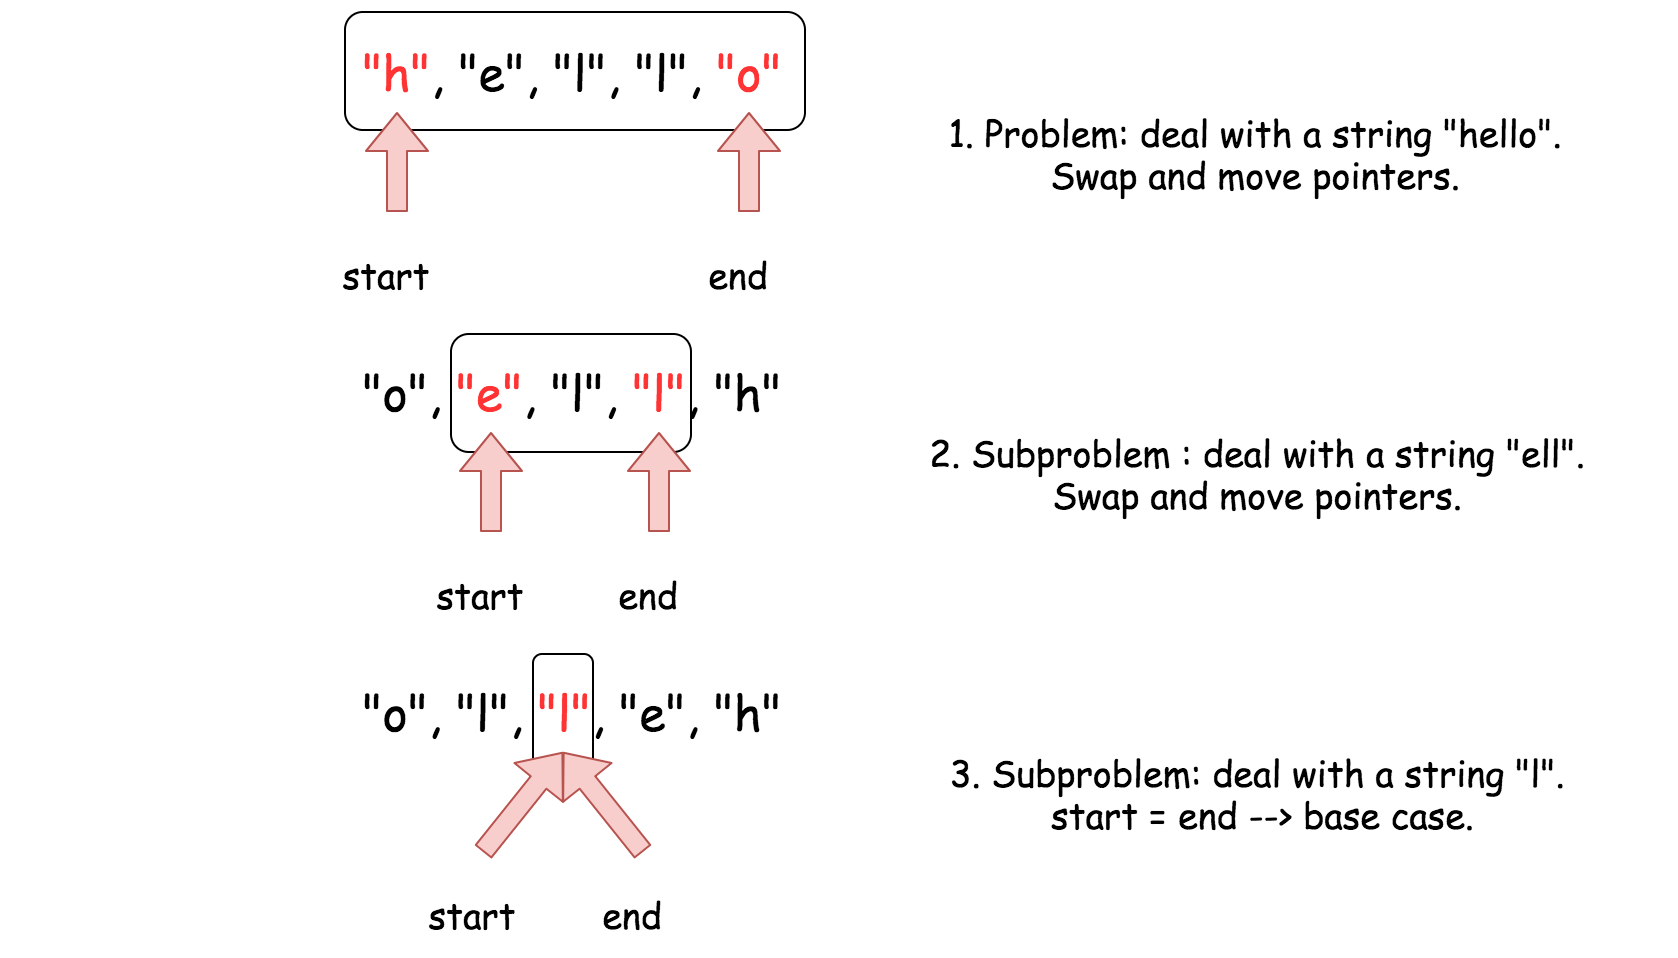 "h", "e", "l", "l", "o"
1. Problem: deal with a string "hello".
Swap and move pointers.
start end
"o", "e", "l", "l", "h"
2. Subproblem : deal with a string "ell".
Swap and move pointers.
start end
"o", "l", "l", "e", "h"
3. Subproblem: deal with a string "l".
start = end --> base case.
start end